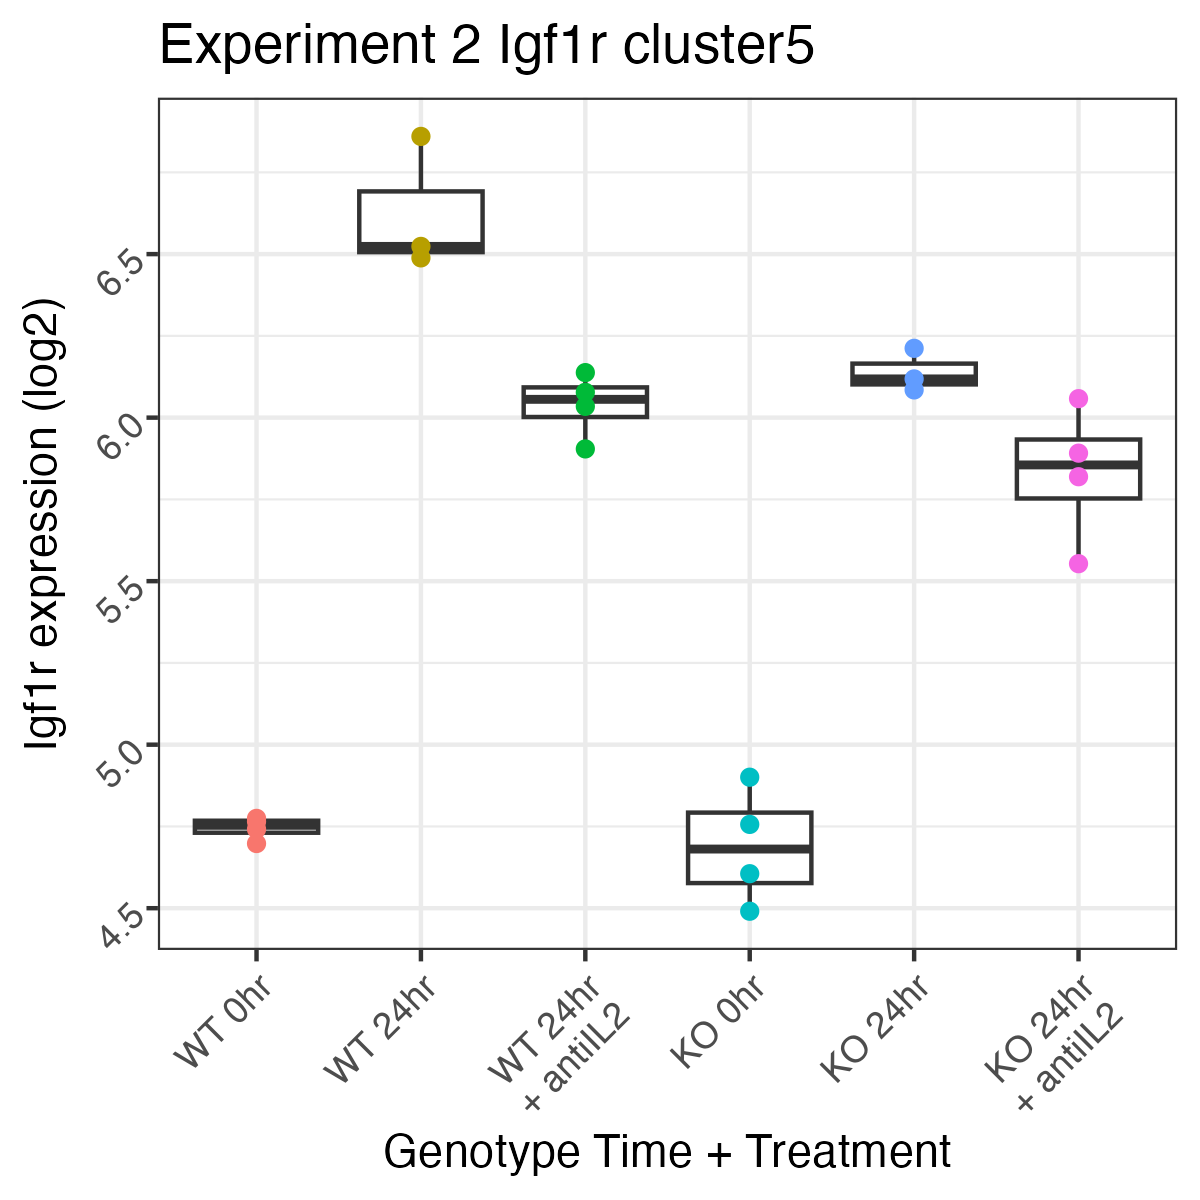 Experiment 2 Igf1r cluster5
Igf1r expression (log2)
6.5
6.0
5.5
5.0
4.5
WT 0hr
WT 24hr
WT 24hr
+ antiIL2
KO 0hr
KO 24hr
KO 24hr
+ antiIL2
Genotype Time + Treatment